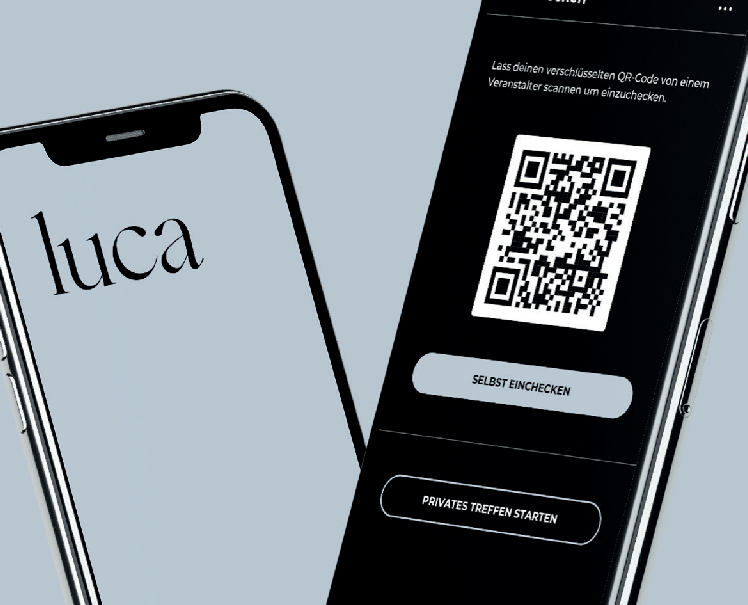 luca
Lass deinen verschlüsselten QR-Code von einem
Veranstalter scannen um einzuchecken.
SELBST EINCHECKEN
PRIVATES TREFFEN STARTEN